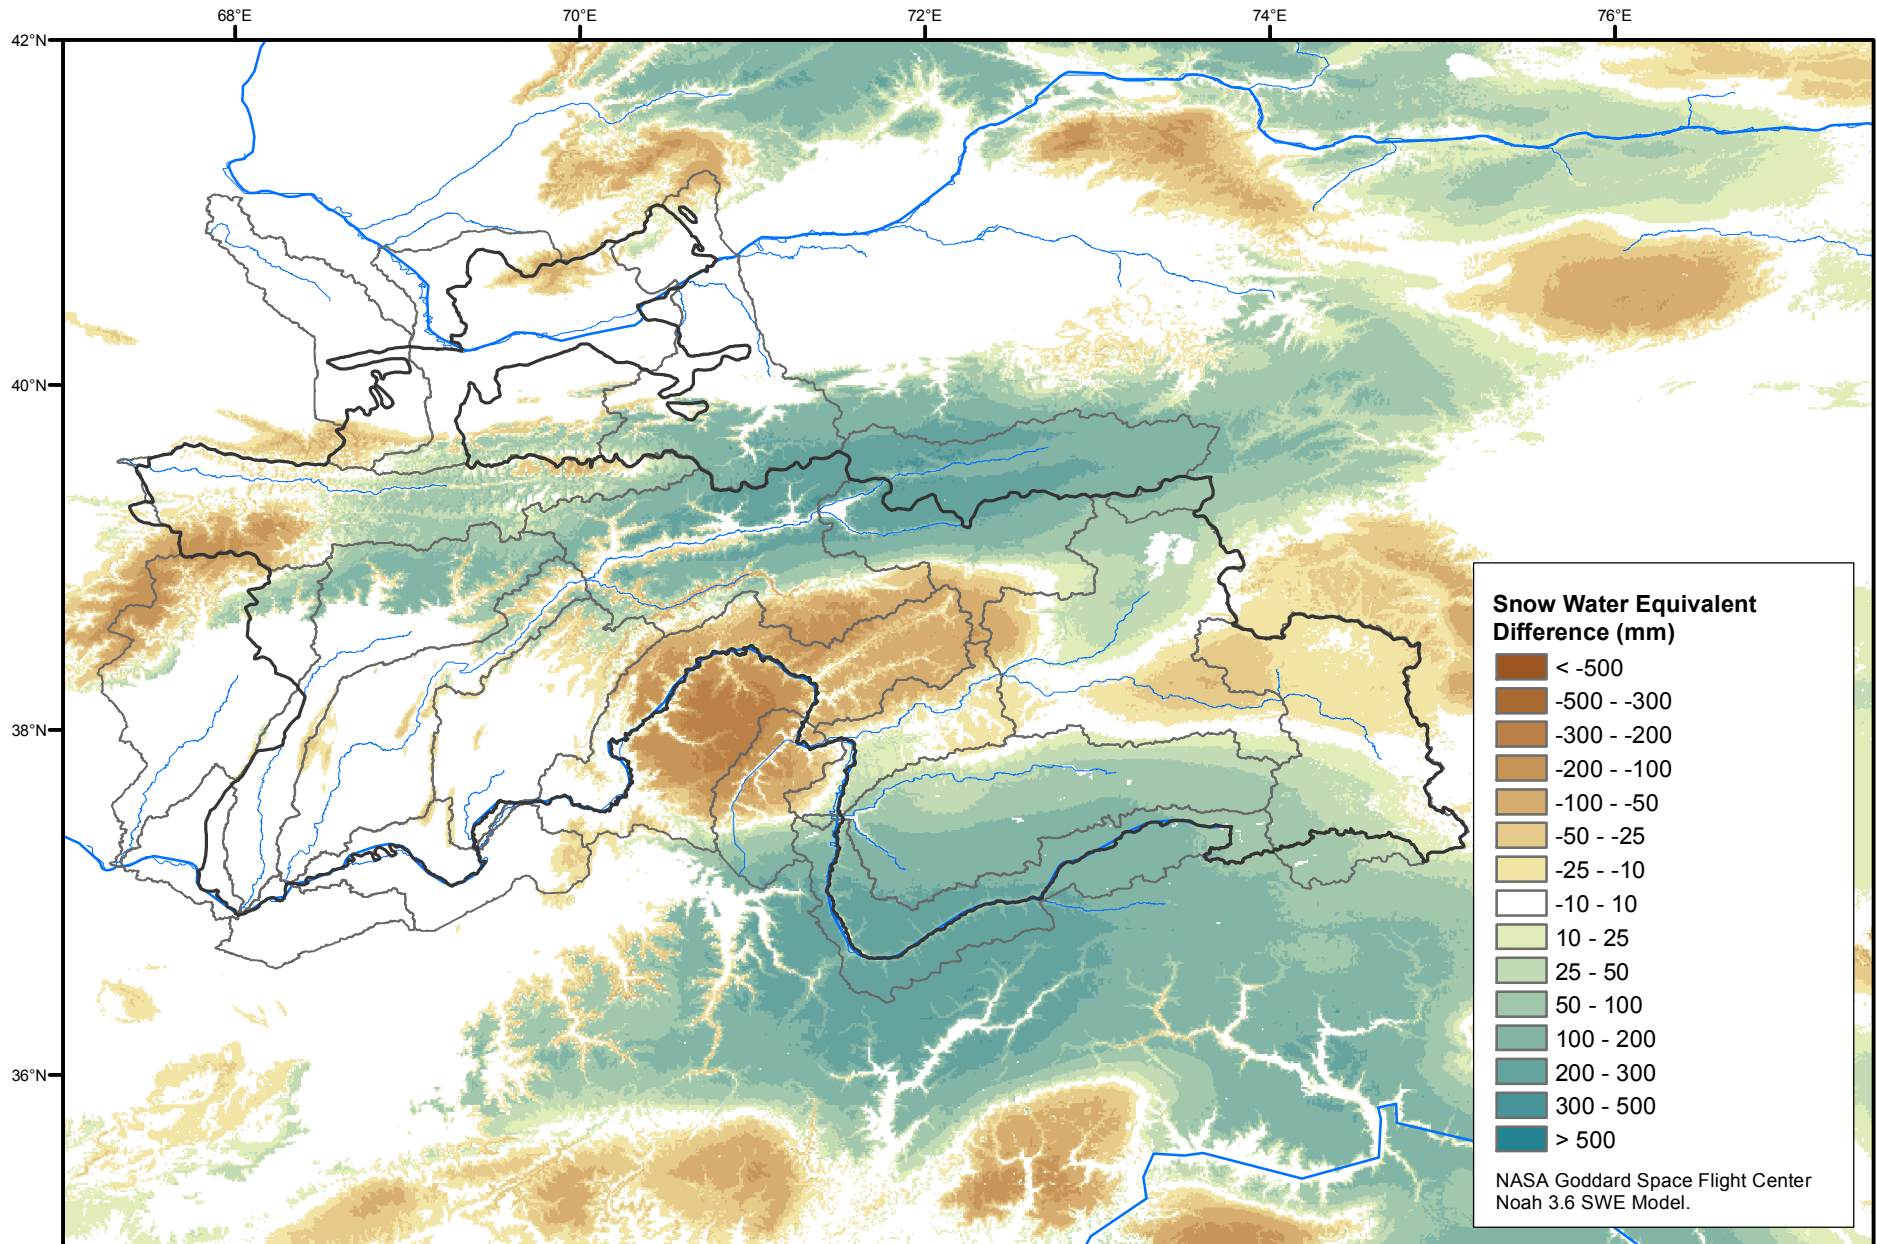 68°E
70°E
72°E
74°E
76°E
42°N
40°N
38°N
36°N
Snow Water Equivalent
Difference (mm)
< -500
-500 - -300
-300 - -200
-200 - -100
-100 - -50
-50 - -25
-25 - -10
-10 - 10
10 - 25
25 - 50
50 - 100
100 - 200
200 - 300
300 - 500
> 500
NASA Goddard Space Flight Center
Noah 3.6 SWE Model.